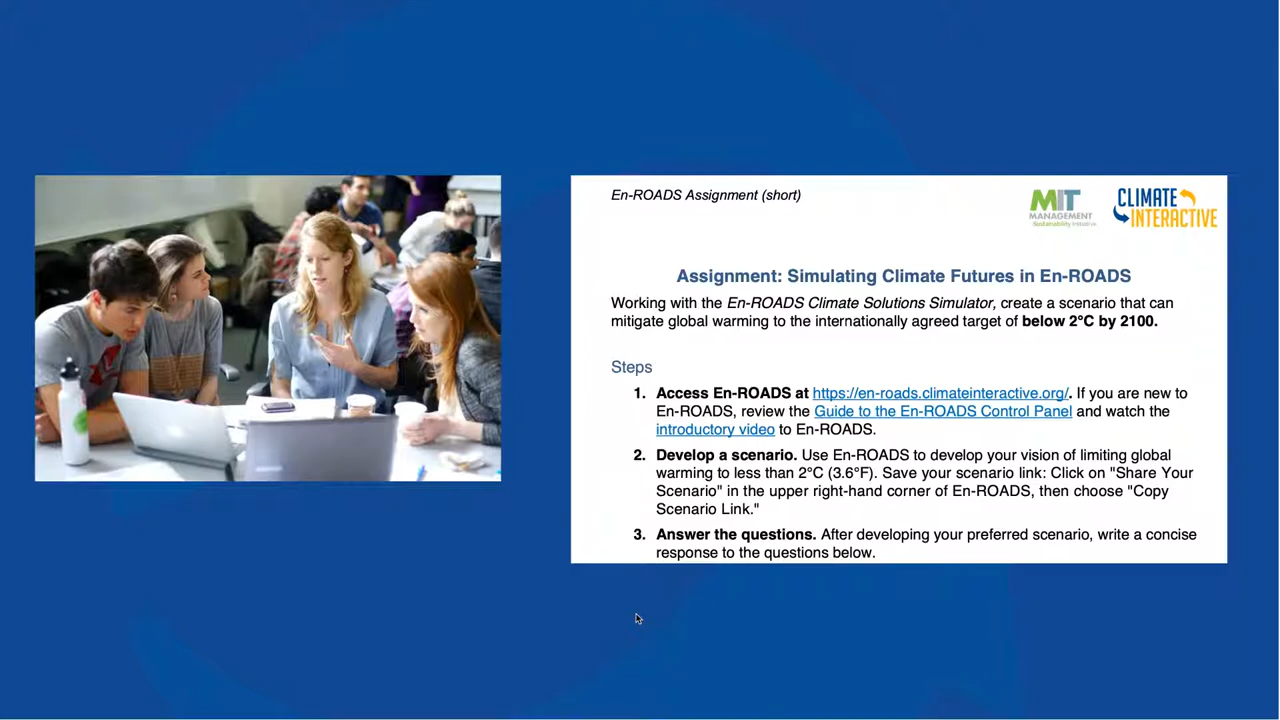 En-ROADS Assignment (short)
MIT
MANAGEMENT
Sustainability Initiative
CLIMATE
INTERACTIVE
Assignment: Simulating Climate Futures in En-ROADS
Working with the En-ROADS Climate Solutions Simulator, create a scenario that can
mitigate global warming to the internationally agreed target of below 2°C by 2100.
Steps
1. Access En-ROADS at https://en-roads.climateinteractive.org/. If you are new to
En-ROADS, review the Guide to the En-ROADS Control Panel and watch the
introductory video to En-ROADS.
2. Develop a scenario. Use En-ROADS to develop your vision of limiting global
warming to less than 2°C (3.6°F). Save your scenario link: Click on "Share Your
Scenario" in the upper right-hand corner of En-ROADS, then choose "Copy
Scenario Link."
3. Answer the questions. After developing your preferred scenario, write a concise
response to the questions below.